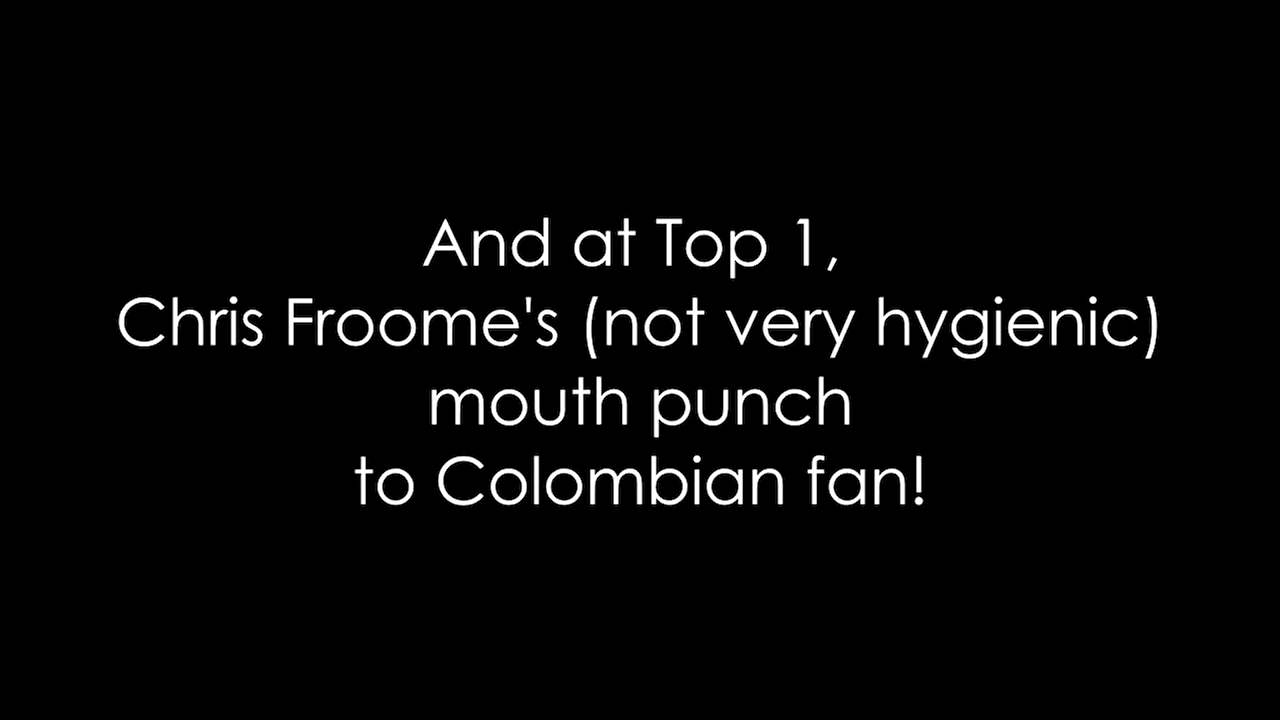 And at Top 1,
Chris Froome's (not very hygienic)
mouth punch
to Colombian fan!